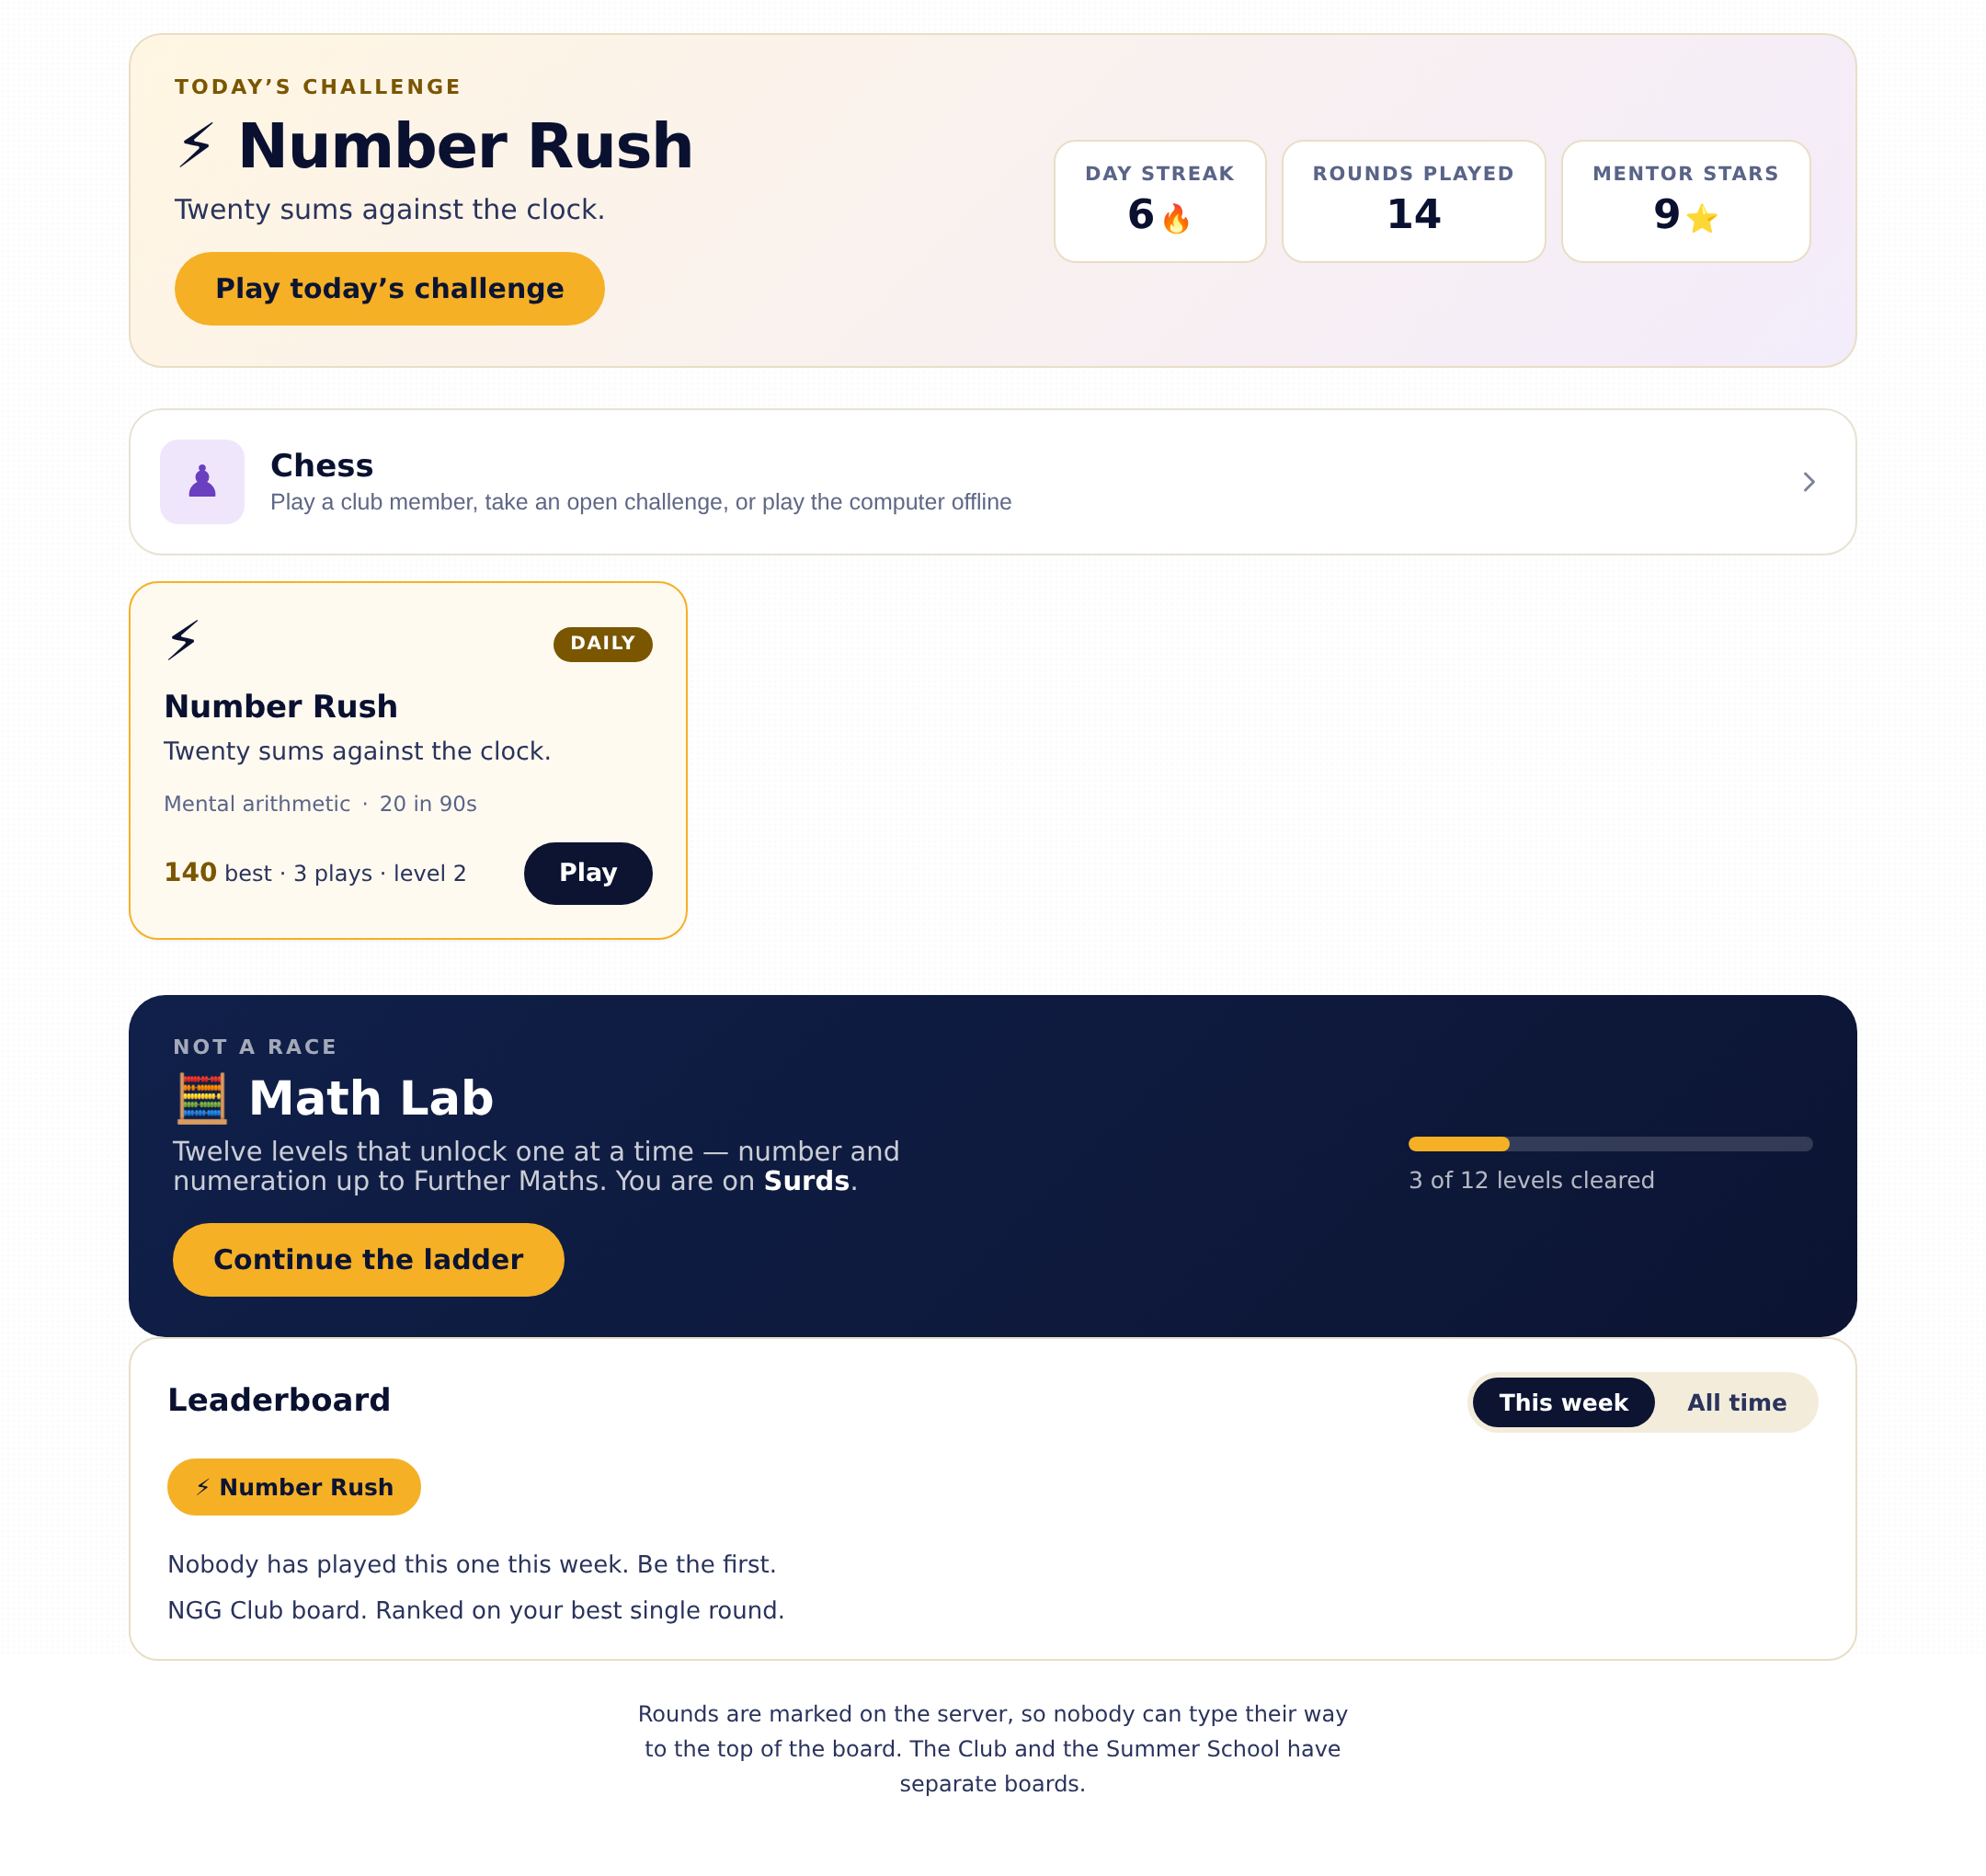 TODAY’S CHALLENGE
⚡ Number Rush
Twenty sums against the clock.
Play today’s challenge
DAY STREAK
6🔥
ROUNDS PLAYED
14
MENTOR STARS
9⭐
Chess
Play a club member, take an open challenge, or play the computer offline
DAILY
Number Rush
Twenty sums against the clock.
Mental arithmetic · 20 in 90s
140 best · 3 plays · level 2
Play
NOT A RACE
🧮 Math Lab
Twelve levels that unlock one at a time — number and
numeration up to Further Maths. You are on Surds.
3 of 12 levels cleared
Continue the ladder
Leaderboard
This week
All time
⚡ Number Rush
Nobody has played this one this week. Be the first.
NGG Club board. Ranked on your best single round.
Rounds are marked on the server, so nobody can type their way
to the top of the board. The Club and the Summer School have
separate boards.